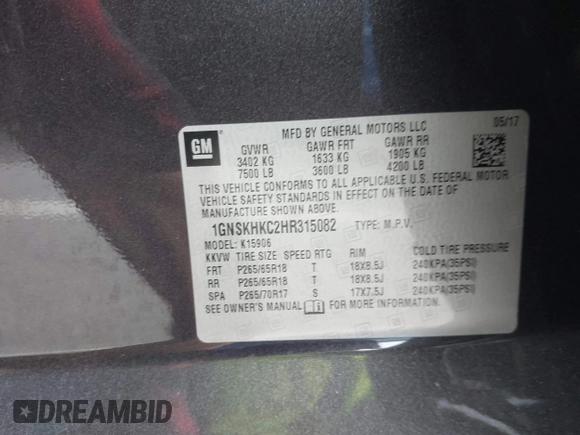 GM
MFD BY GENERAL MOTORS LLC 05/17
GVWR GAWR FRT GAWR RR
3402 KG 1633 KG 1905 KG
7500 LB 3600 LB 4200 LB
THIS VEHICLE CONFORMS TO ALL APPLICABLE U.S. FEDERAL MOTOR
VEHICLE SAFETY STANDARDS IN EFFECT ON THE DATE OF
MANUFACTURE SHOWN ABOVE.
1GNSKHKC2HR315082 TYPE: M.P.V.
MODEL: K15906
KKVW TIRE SIZE SPEED RTG RIM COLD TIRE PRESSURE
FRT P265/65R18 T 18X8.5J 240KPA(35PSI)
RR P265/65R18 T 18X8.5J 240KPA(35PSI)
SPA P265/70R17 S 17X7.5J 240KPA(35PSI)
SEE OWNER'S MANUAL FOR MORE INFORMATION.
DREAMBID